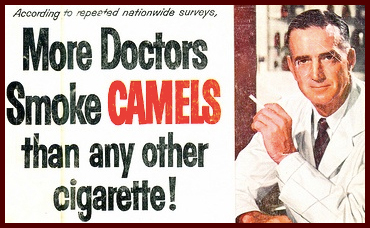 According to repeated nationwide surveys,
More Doctors
Smoke CAMELS
than any other
cigarette!